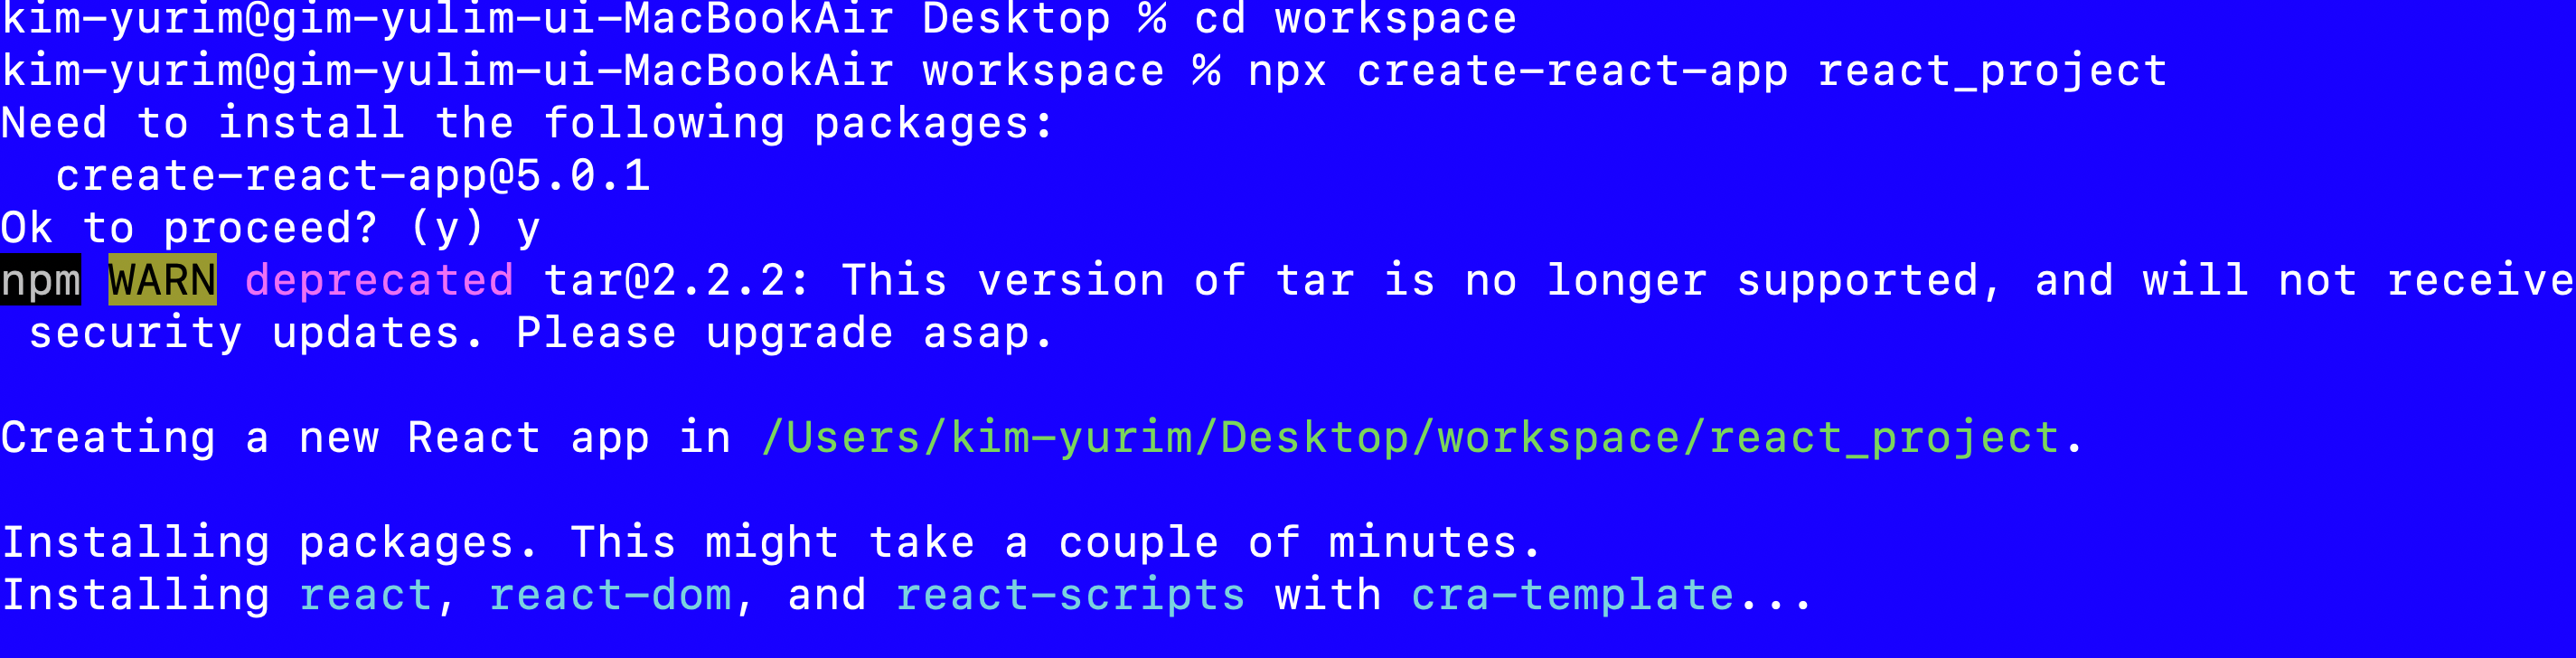 kim-yurim@gim-yulim-ui-MacBookAir Desktop % cd workspace
kim-yurim@gim-yulim-ui-MacBookAir workspace % npx create-react-app react_project
Need to install the following packages:
  create-react-app@5.0.1
Ok to proceed? (y) y
npm WARN deprecated tar@2.2.2: This version of tar is no longer supported, and will not receive
 security updates. Please upgrade asap.
Creating a new React app in /Users/kim-yurim/Desktop/workspace/react_project.
Installing packages. This might take a couple of minutes.
Installing react, react-dom, and react-scripts with cra-template...